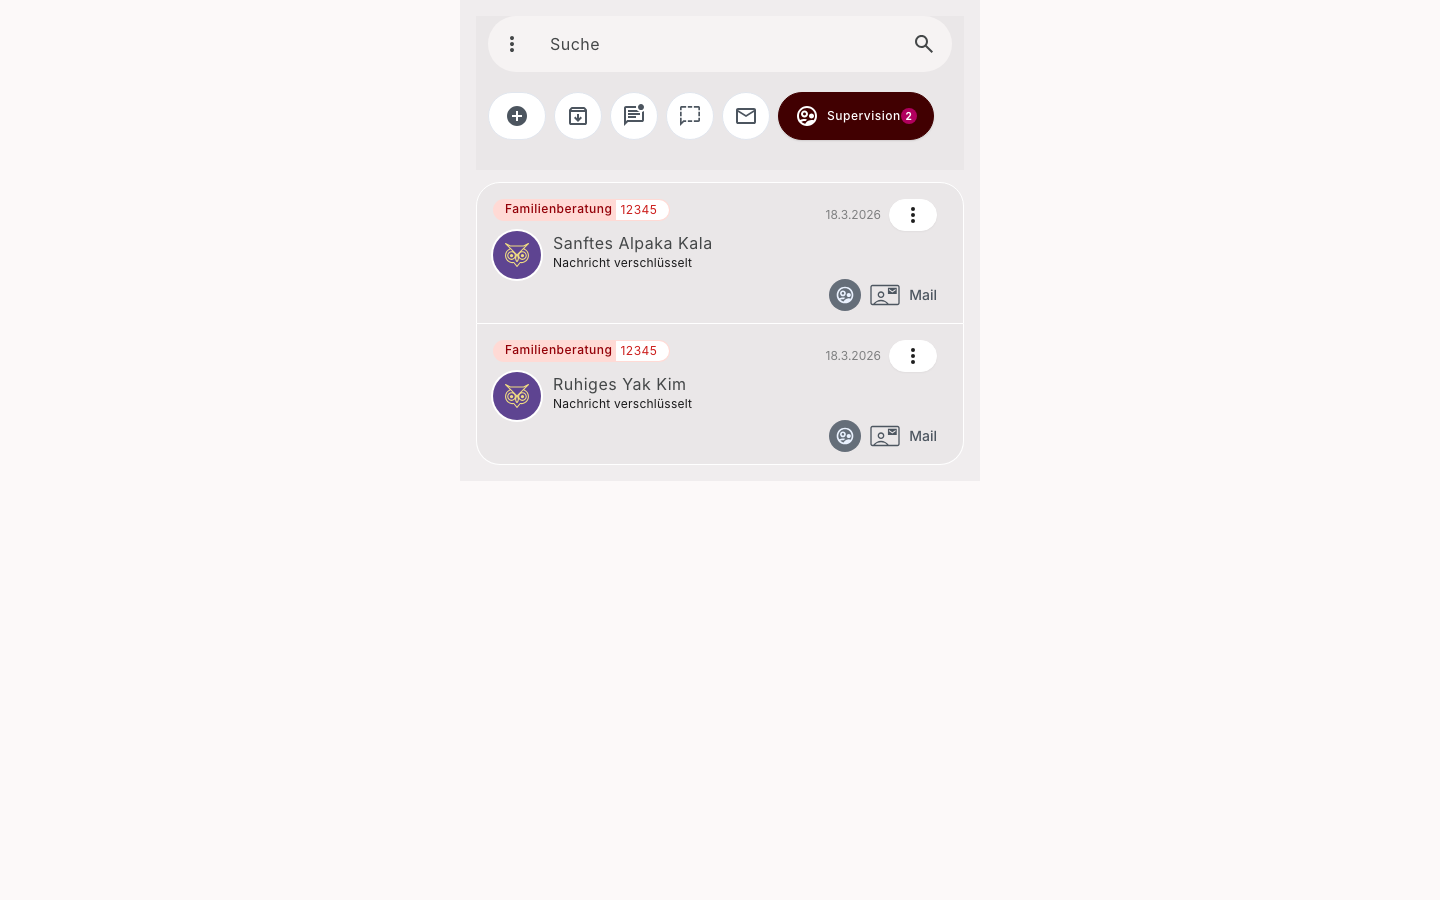 Suche
Supervision 2
Familienberatung 12345
18.3.2026
Sanftes Alpaka Kala
Nachricht verschlüsselt
Mail
Familienberatung 12345
18.3.2026
Ruhiges Yak Kim
Nachricht verschlüsselt
Mail